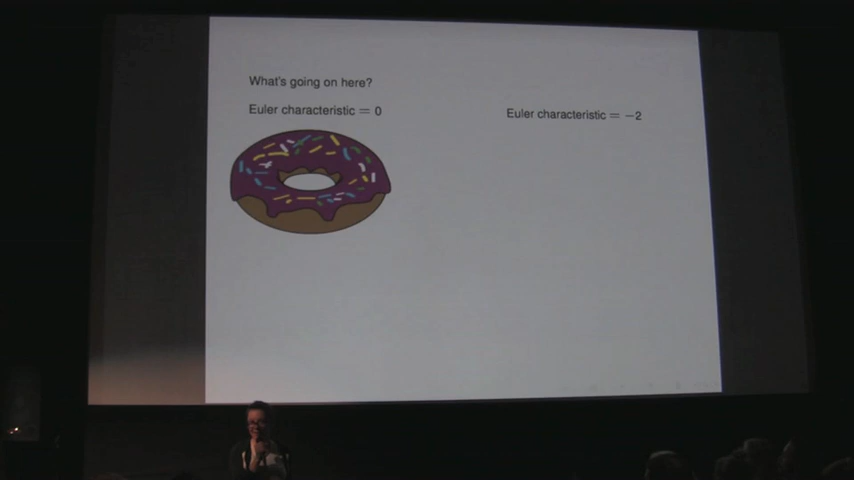 What's going on here?
Euler characteristic = 0
Euler characteristic = −2